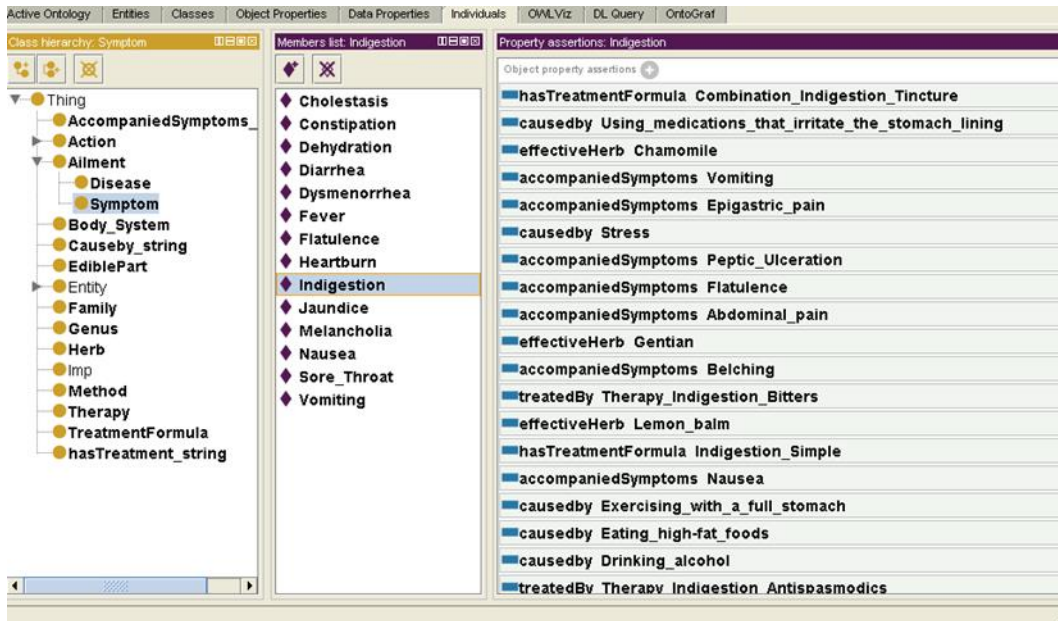 Active Ontology Entities Classes Object Properties Data Properties Individuals OWLViz DL Query OntoGraf
Class hierarchy: Symptom
Thing
AccompaniedSymptoms_
Action
Ailment
Disease
Symptom
Body_System
Causeby_string
EdiblePart
Entity
Family
Genus
Herb
Imp
Method
Therapy
TreatmentFormula
hasTreatment_string
Members list: Indigestion
Cholestasis
Constipation
Dehydration
Diarrhea
Dysmenorrhea
Fever
Flatulence
Heartburn
Indigestion
Jaundice
Melancholia
Nausea
Sore_Throat
Vomiting
Property assertions: Indigestion
Object property assertions
hasTreatmentFormula Combination_Indigestion_Tincture
causedby Using_medications_that_irritate_the_stomach_lining
effectiveHerb Chamomile
accompaniedSymptoms Vomiting
accompaniedSymptoms Epigastric_pain
causedby Stress
accompaniedSymptoms Peptic_Ulceration
accompaniedSymptoms Flatulence
accompaniedSymptoms Abdominal_pain
effectiveHerb Gentian
accompaniedSymptoms Belching
treatedBy Therapy_Indigestion_Bitters
effectiveHerb Lemon_balm
hasTreatmentFormula Indigestion_Simple
accompaniedSymptoms Nausea
causedby Exercising_with_a_full_stomach
causedby Eating_high-fat_foods
causedby Drinking_alcohol
treatedBy Therapy_Indigestion_Antispasmodics